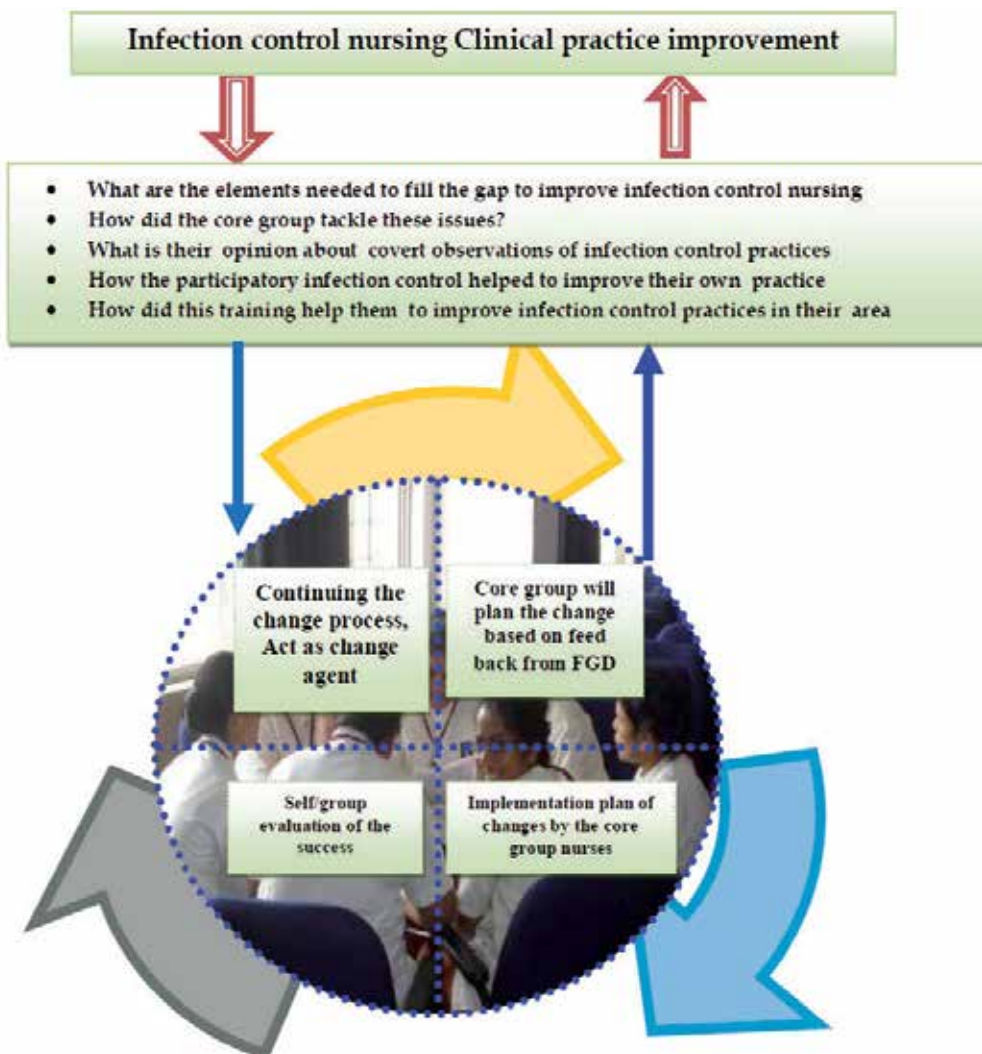 Infection control nursing Clinical practice improvement
• What are the elements needed to fill the gap to improve infection control nursing
• How did the core group tackle these issues?
• What is their opinion about covert observations of infection control practices
• How the participatory infection control helped to improve their own practice
• How did this training help them to improve infection control practices in their area
Continuing the
change process,
Act as change
agent
Core group will
plan the change
based on feed
back from FGD
Self/group
evaluation of the
success
Implementation plan of
changes by the core
group nurses